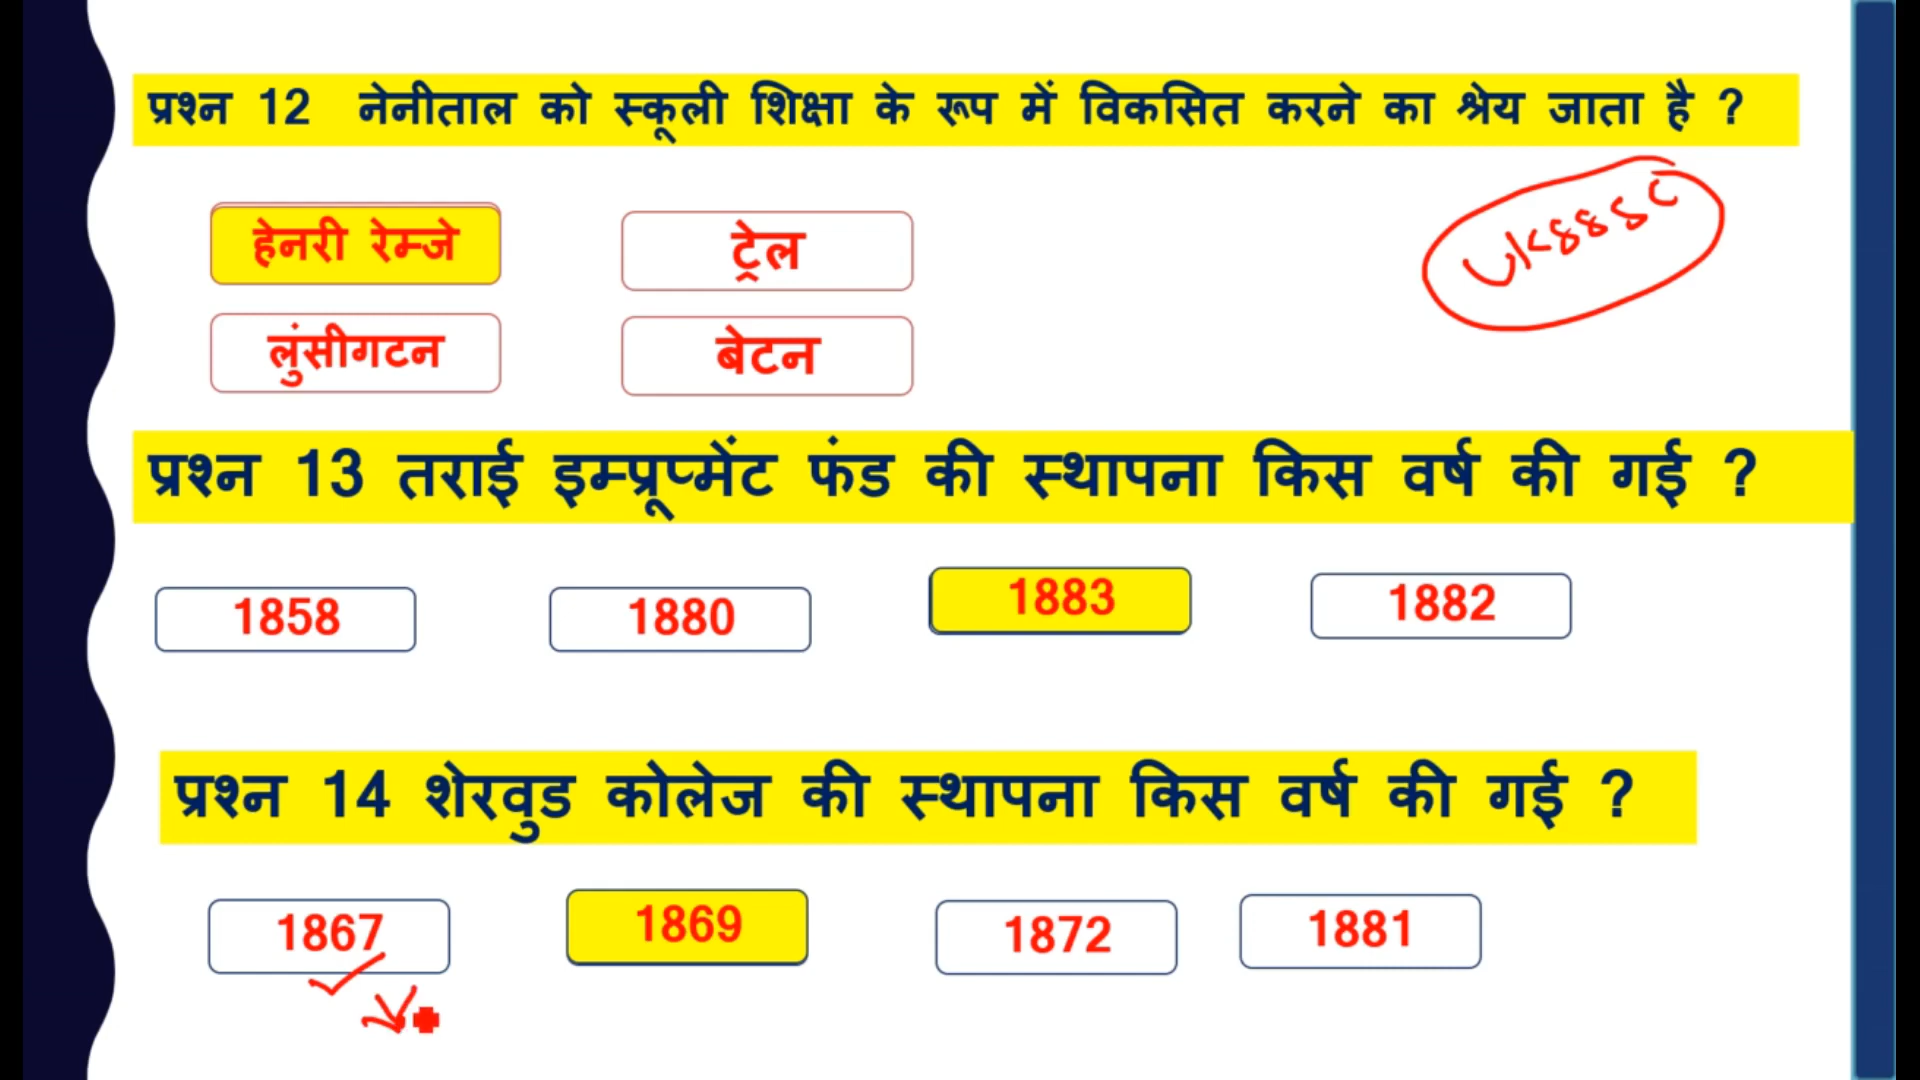 प्रश्न 12 नेनीताल को स्कूली शिक्षा के रूप में विकसित करने का श्रेय जाता है ?
UKSSSC
हेनरी रेम्जे ट्रेल
लुंसीगटन बेटन
प्रश्न 13 तराई इम्प्रूप्मेंट फंड की स्थापना किस वर्ष की गई ?
1858 1880 1883 1882
प्रश्न 14 शेरवुड कोलेज की स्थापना किस वर्ष की गई ?
1867 1869 1872 1881